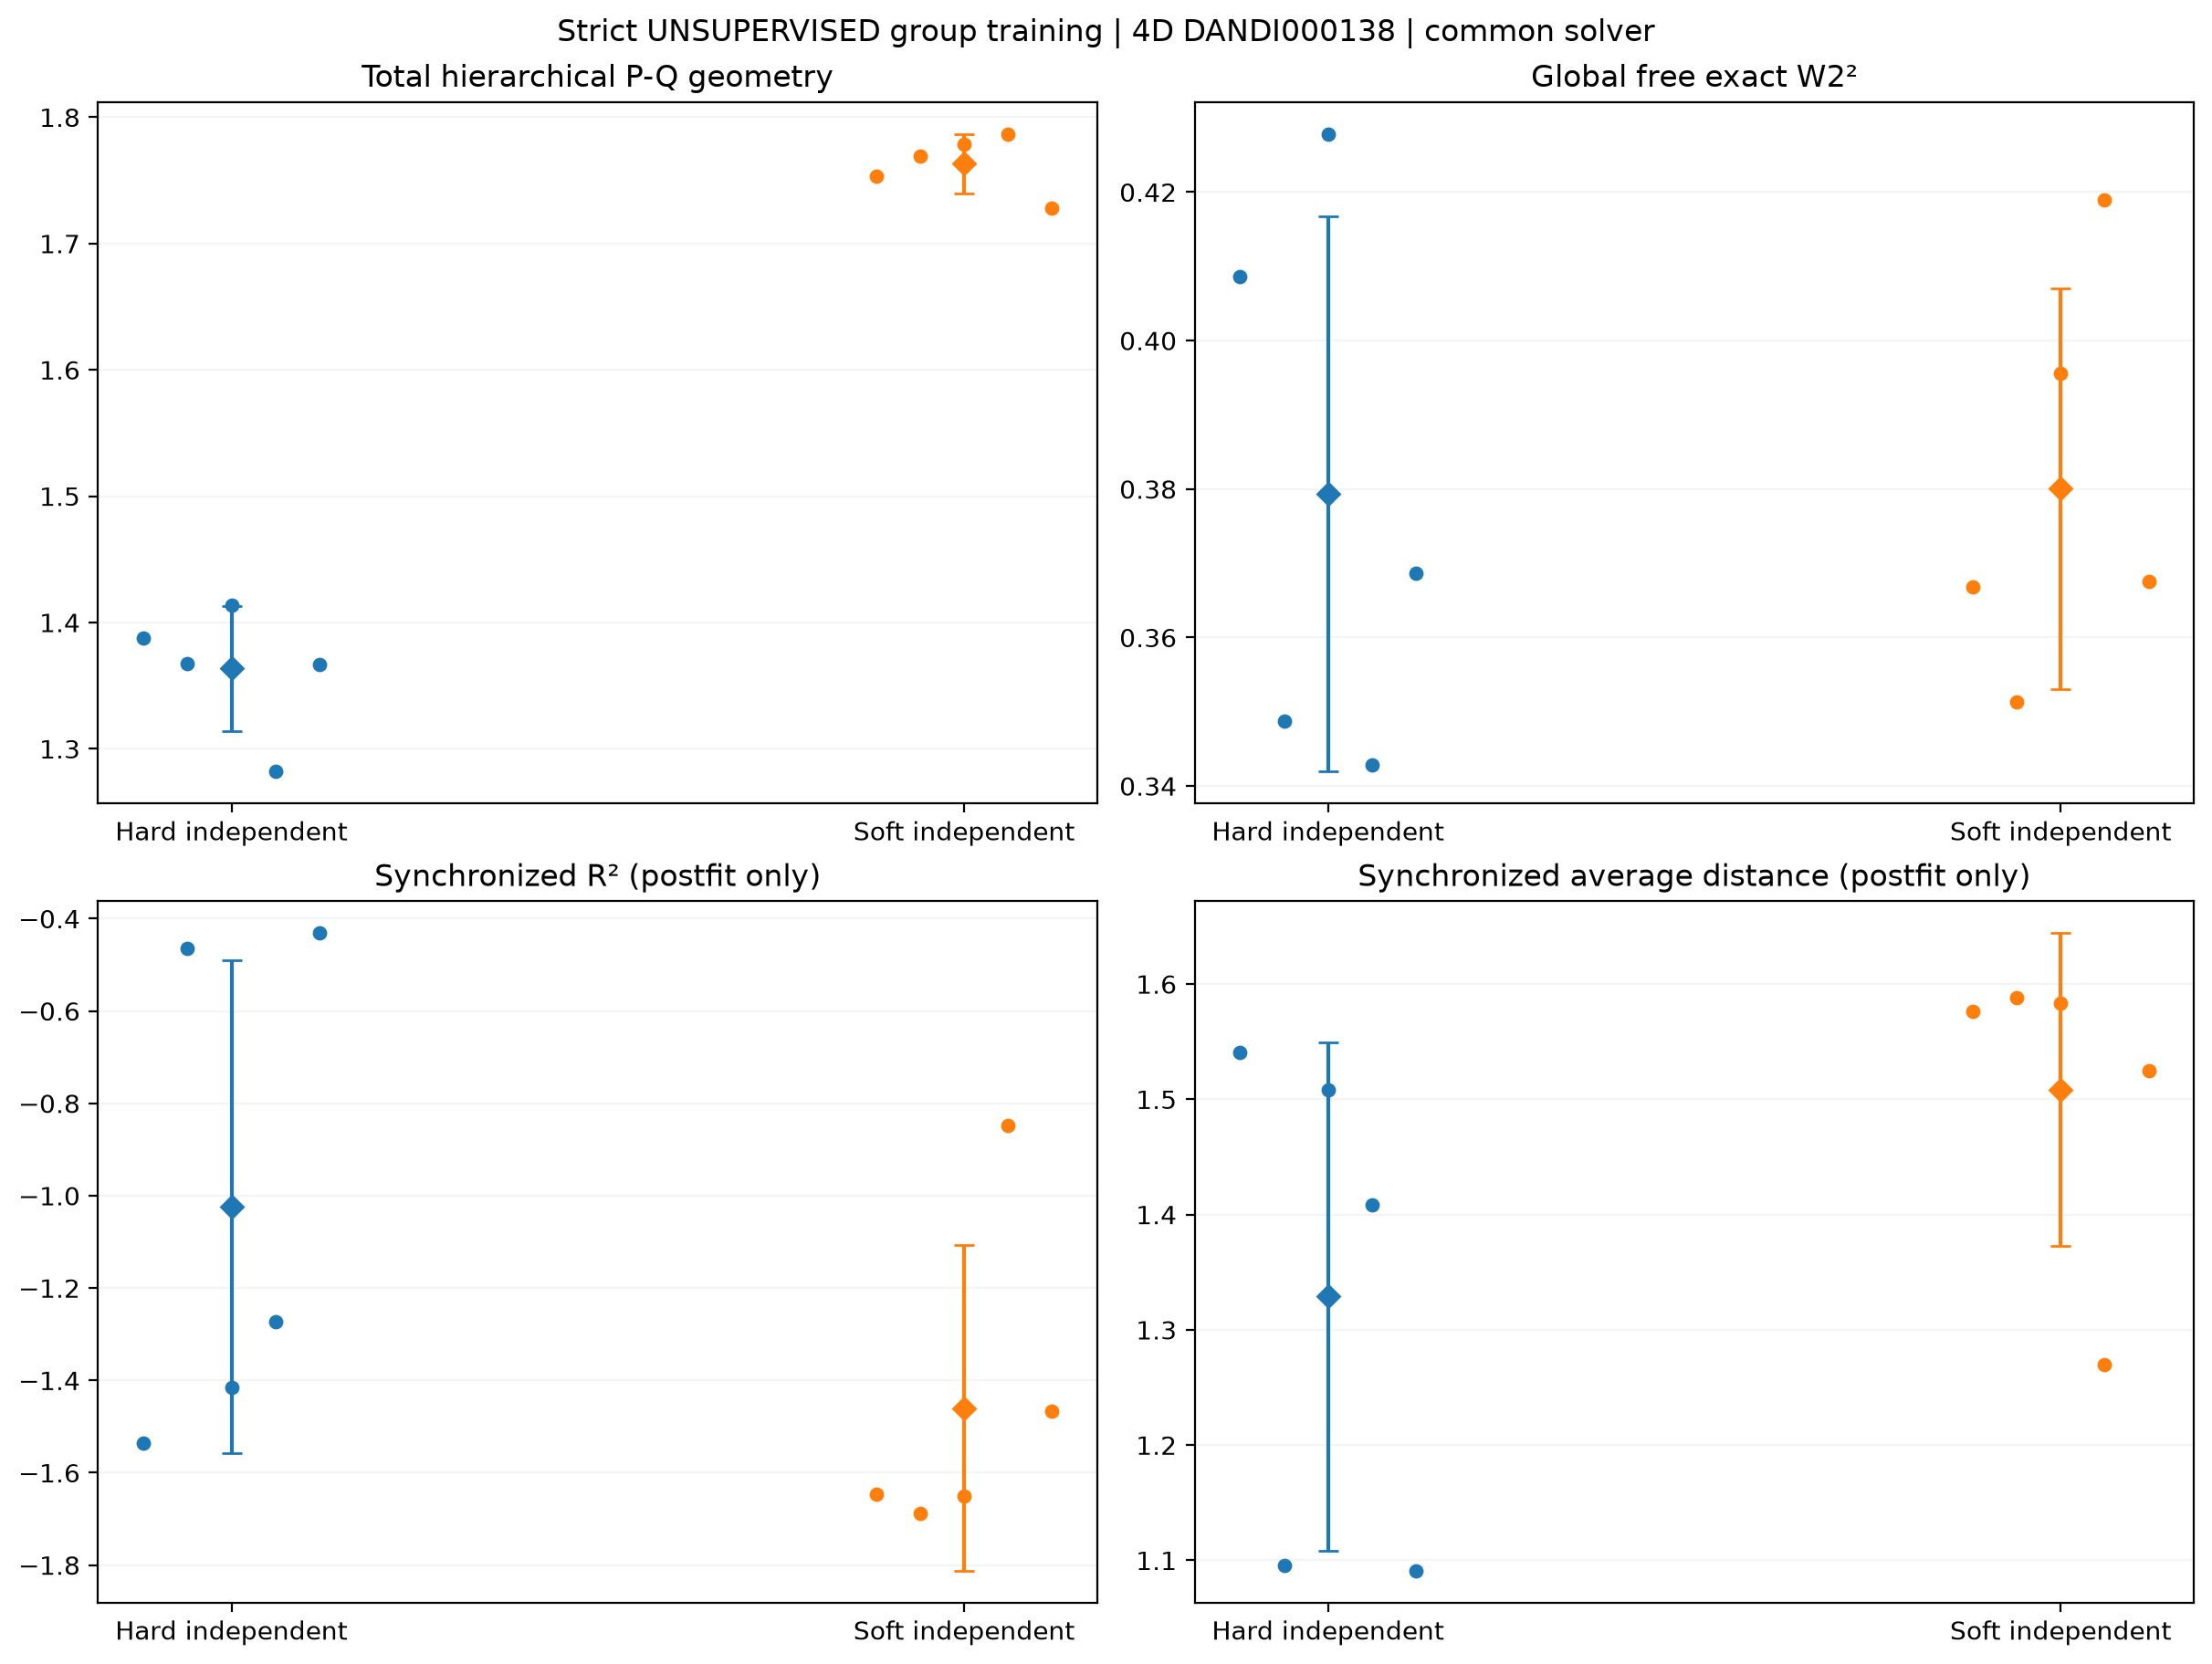 Strict UNSUPERVISED group training | 4D DANDI000138 | common solver
Total hierarchical P-Q geometry
1.8
1.7
1.6
1.5
1.4
1.3
Hard independent
Soft independent
Global free exact W2²
0.42
0.40
0.38
0.36
0.34
Hard independent
Soft independent
Synchronized R² (postfit only)
−0.4
−0.6
−0.8
−1.0
−1.2
−1.4
−1.6
−1.8
Hard independent
Soft independent
Synchronized average distance (postfit only)
1.6
1.5
1.4
1.3
1.2
1.1
Hard independent
Soft independent